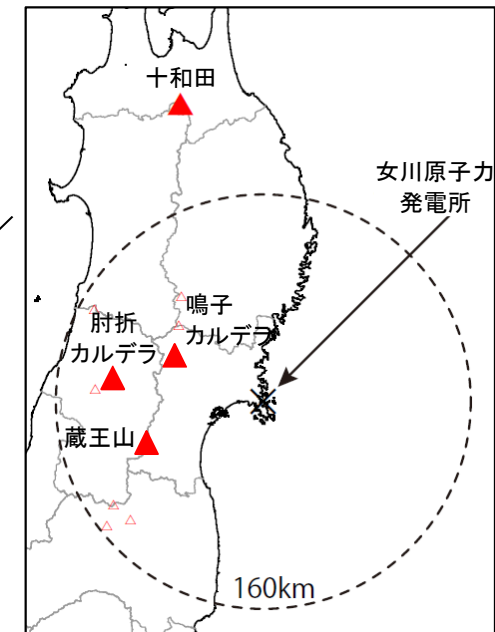 十和田
女川原子力
発電所
鳴子
カルデラ
肘折
カルデラ
蔵王山
160km